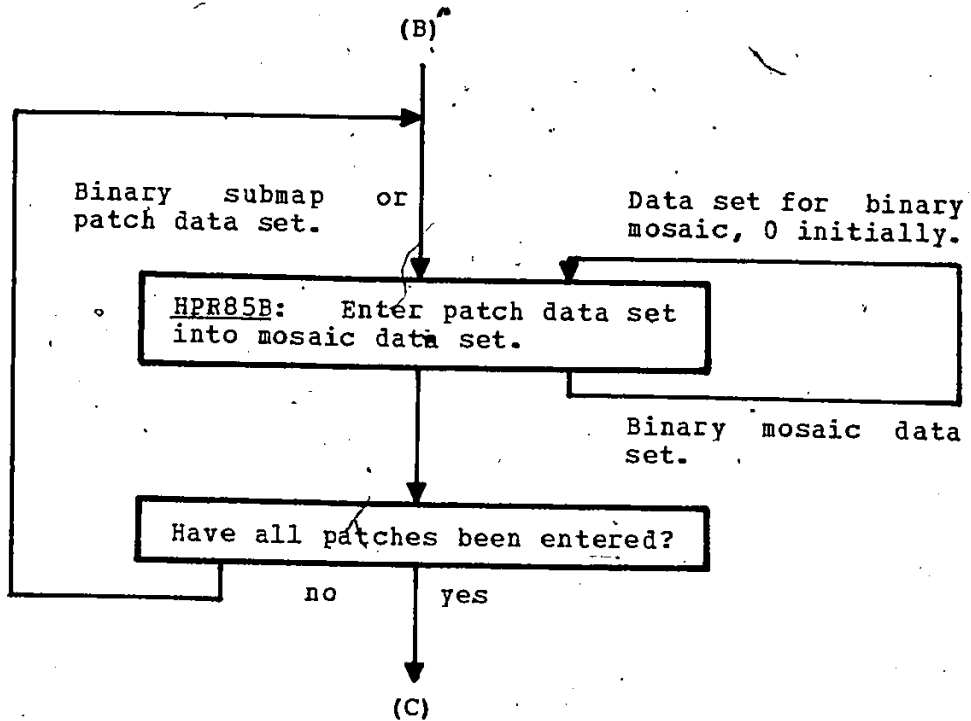 (B)
Binary submap or
patch data set.
Data set for binary
mosaic, 0 initially.
HPR85B: Enter patch data set
into mosaic data set.
Binary mosaic data
set.
Have all patches been entered?
no yes
(C)